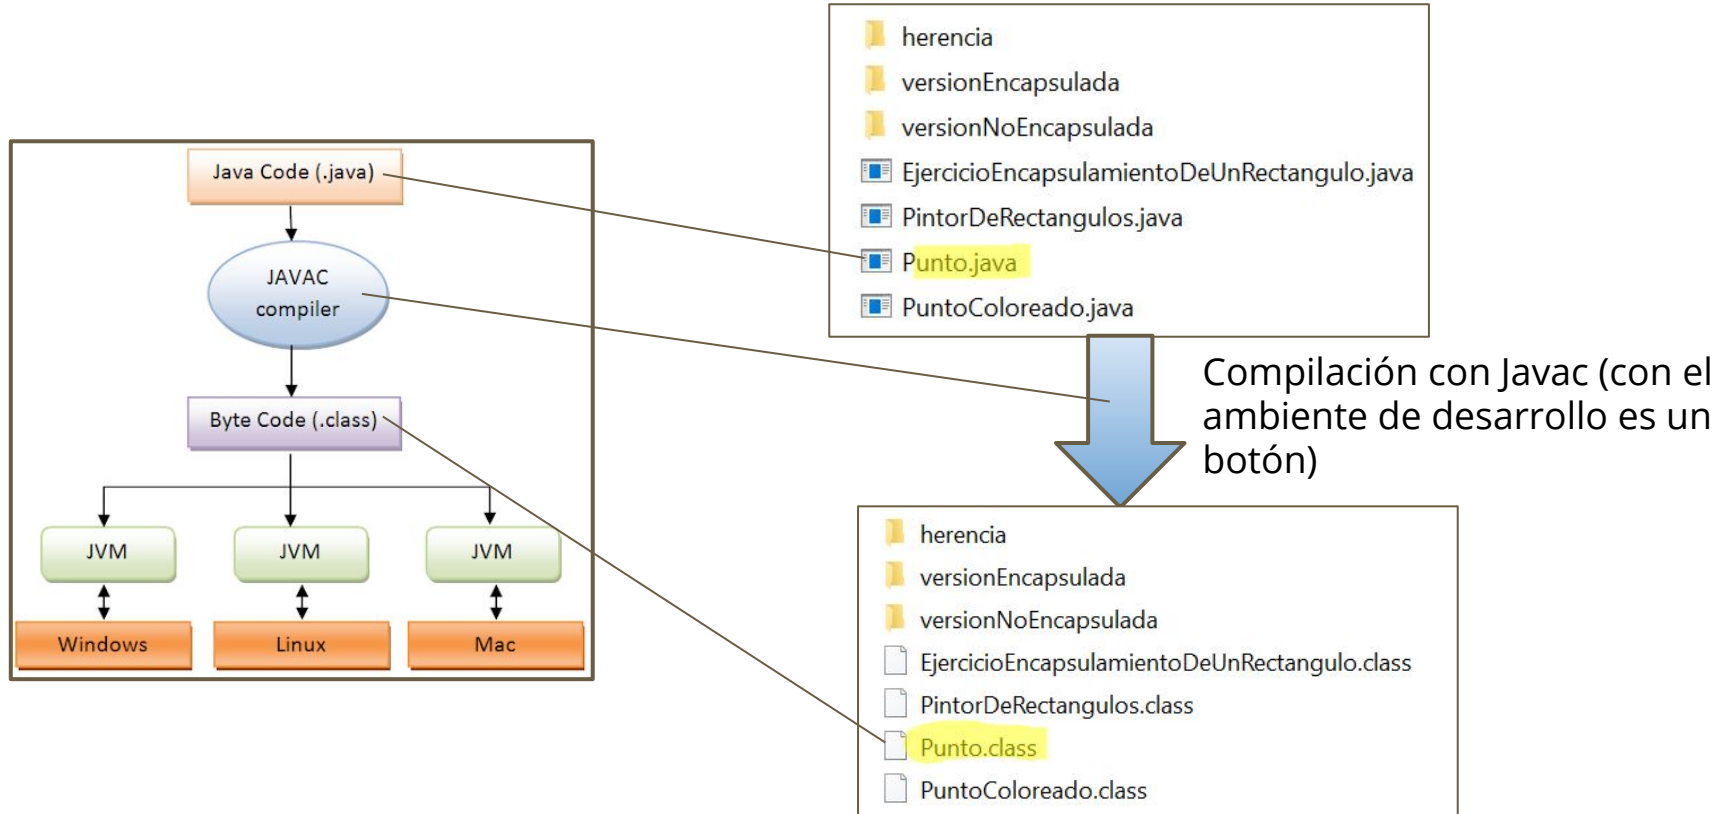 Java Code (.java)
JAVAC
compiler
Byte Code (.class)
JVM
JVM
JVM
Windows
Linux
Mac
herencia
versionEncapsulada
versionNoEncapsulada
EjercicioEncapsulamientoDeUnRectangulo.java
PintorDeRectangulos.java
Punto.java
PuntoColoreado.java
Compilación con Javac (con el
ambiente de desarrollo es un
botón)
herencia
versionEncapsulada
versionNoEncapsulada
EjercicioEncapsulamientoDeUnRectangulo.class
PintorDeRectangulos.class
Punto.class
PuntoColoreado.class